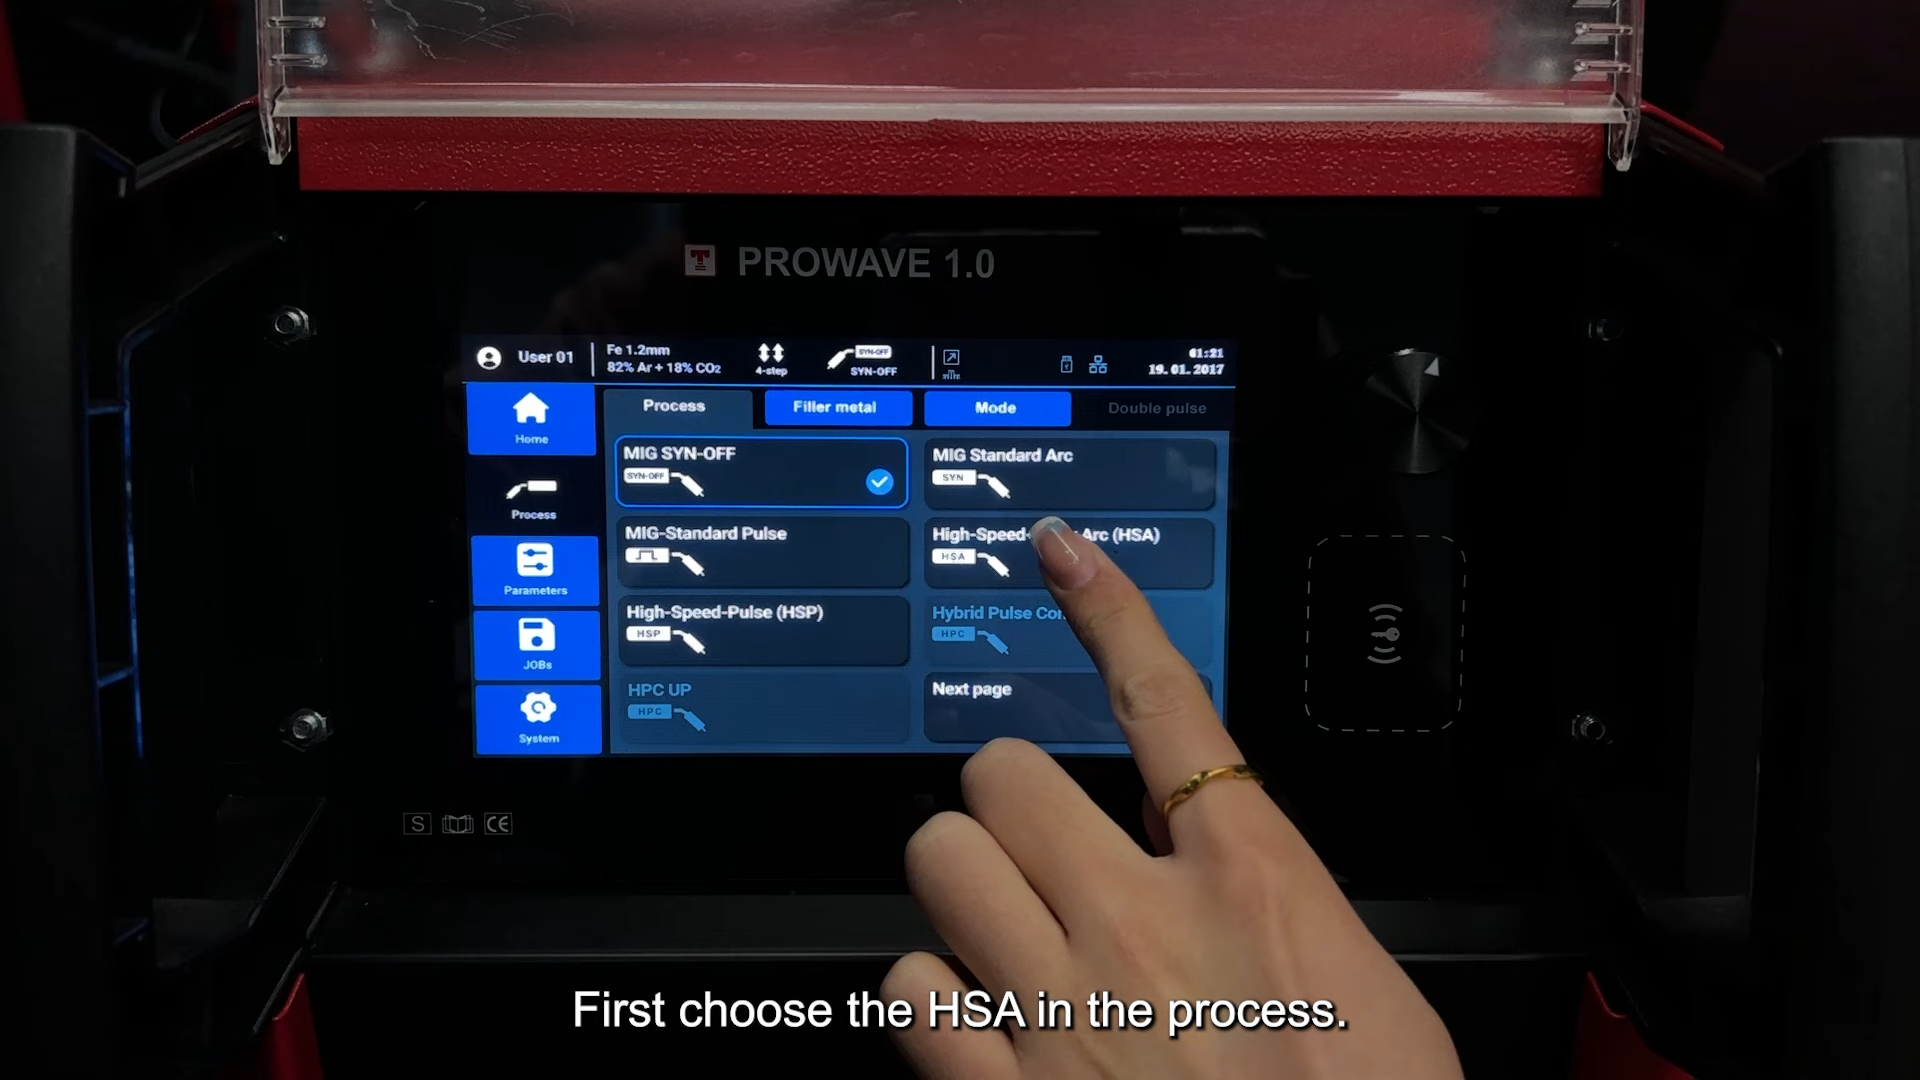 PROWAVE 1.0
User 01
Fe 1.2mm
82% Ar + 18% CO2
4-step
SYN-OFF
SYN-OFF
01:21
19.01.2017
Home
Process
Parameters
JOBs
System
Process
Filler metal
Mode
Double pulse
MIG SYN-OFF
SYN-OFF
MIG Standard Arc
SYN
MIG-Standard Pulse
High-Speed- Arc (HSA)
HSA
High-Speed-Pulse (HSP)
HSP
Hybrid Pulse
HPC
HPC UP
HPC
Next page
S
CE
First choose the HSA in the process.